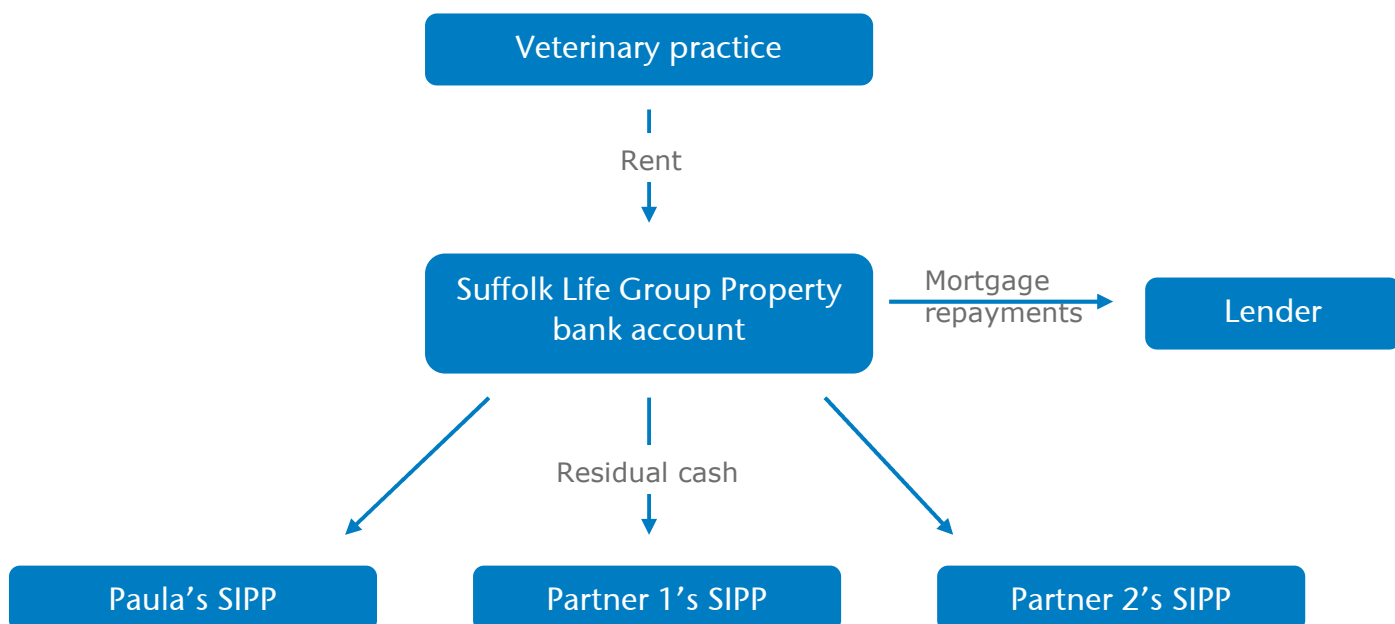 Veterinary practice
Rent
Suffolk Life Group Property
bank account
Mortgage
repayments
Lender
Residual cash
Paula’s SIPP
Partner 1’s SIPP
Partner 2’s SIPP